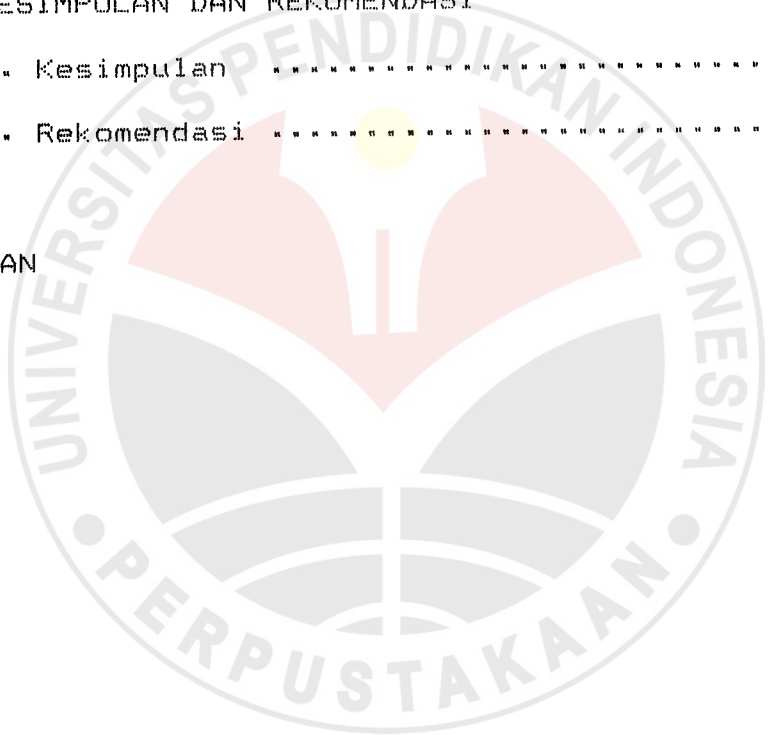 ESIMPULAN DAN REKOMENDASI
. Kesimpulan ..........................
. Rekomendasi ..........................
AN
UNIVERSITAS PENDIDIKAN INDONESIA
• PERPUSTAKAAN •